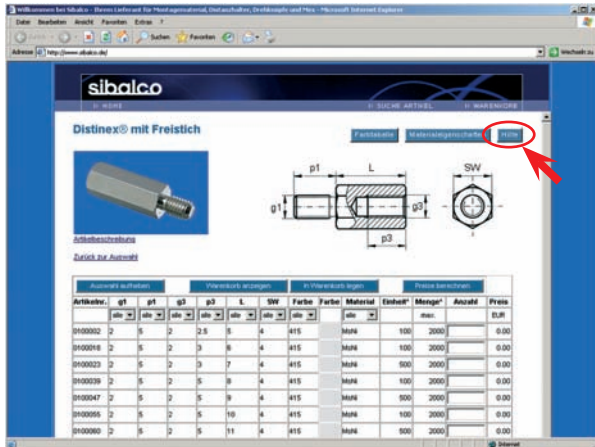 Willkommen bei Sibalco - Ihrem Lieferant für Montagematerial, Distanzhalter, Drehknöpfe und Mess - Microsoft Internet Explorer
Datei Bearbeiten Ansicht Favoriten Extras ?
Zurück Suchen Favoriten
Adresse http://www.sibalco.de/ Wechseln zu
sibalco
HOME SUCHE ARTIKEL WARENKORB
Distinex® mit Freistich
Farbtabelle Materialeigenschaften Hilfe
p1 L SW
g1 g3
p3
Artikelbeschreibung
Zurück zur Auswahl
Auswahl aufheben Warenkorb anzeigen In Warenkorb legen Preise berechnen
Artikelnr. g1 p1 g3 p3 L SW Farbe Farbe Material Einheit* Menge* Anzahl Preis
alle alle alle alle alle alle alle alle max. EUR
0100002 2 5 2 2.5 5 4 415 MsNi 100 2000 0.00
0100016 2 5 2 3 6 4 415 MsNi 100 2000 0.00
0100023 2 5 2 3 7 4 415 MsNi 500 2000 0.00
0100039 2 5 2 5 8 4 415 MsNi 100 2000 0.00
0100047 2 5 2 5 9 4 415 MsNi 500 2000 0.00
0100055 2 5 2 5 10 4 415 MsNi 100 2000 0.00
0100060 2 5 2 5 11 4 415 MsNi 500 2000 0.00
Internet